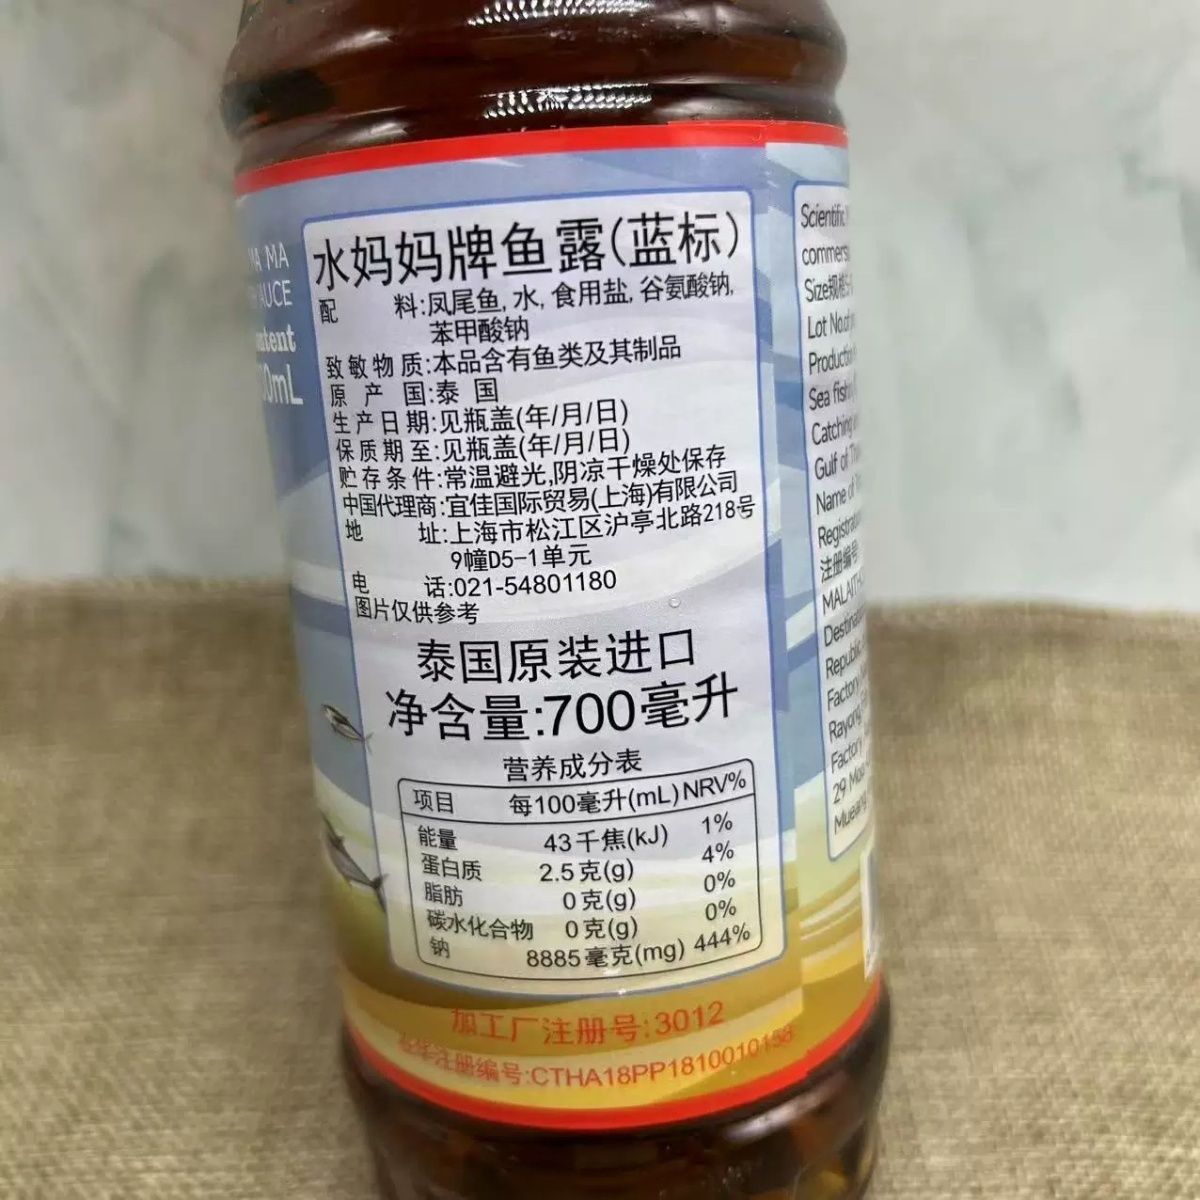 MA
AUCE
0mL
水妈妈牌鱼露(蓝标)
配 料:凤尾鱼, 水, 食用盐, 谷氨酸钠,
苯甲酸钠
致敏物质:本品含有鱼类及其制品
原产国:泰 国
生产日期:见瓶盖(年/月/日)
保质期至:见瓶盖(年/月/日)
贮存条件:常温避光,阴凉干燥处保存
中国代理商:宜佳国际贸易(上海)有限公司
地 址:上海市松江区沪亭北路218号
9幢D5-1单元
电 话:021-54801180
图片仅供参考
泰国原装进口
净含量:700毫升
营养成分表
项目 每100毫升(mL) NRV%
能量 43千焦(kJ) 1%
蛋白质 2.5克(g) 4%
脂肪 0克(g) 0%
碳水化合物 0克(g) 0%
钠 8885毫克(mg) 444%
加工厂注册号:3012
注册编号:CTHA18PP1810010158
Scientific
Size规格
Lot No.
Production
Sea
Catching
Gulf of
Name of
注册编号
Factory
Factory
29 Moo